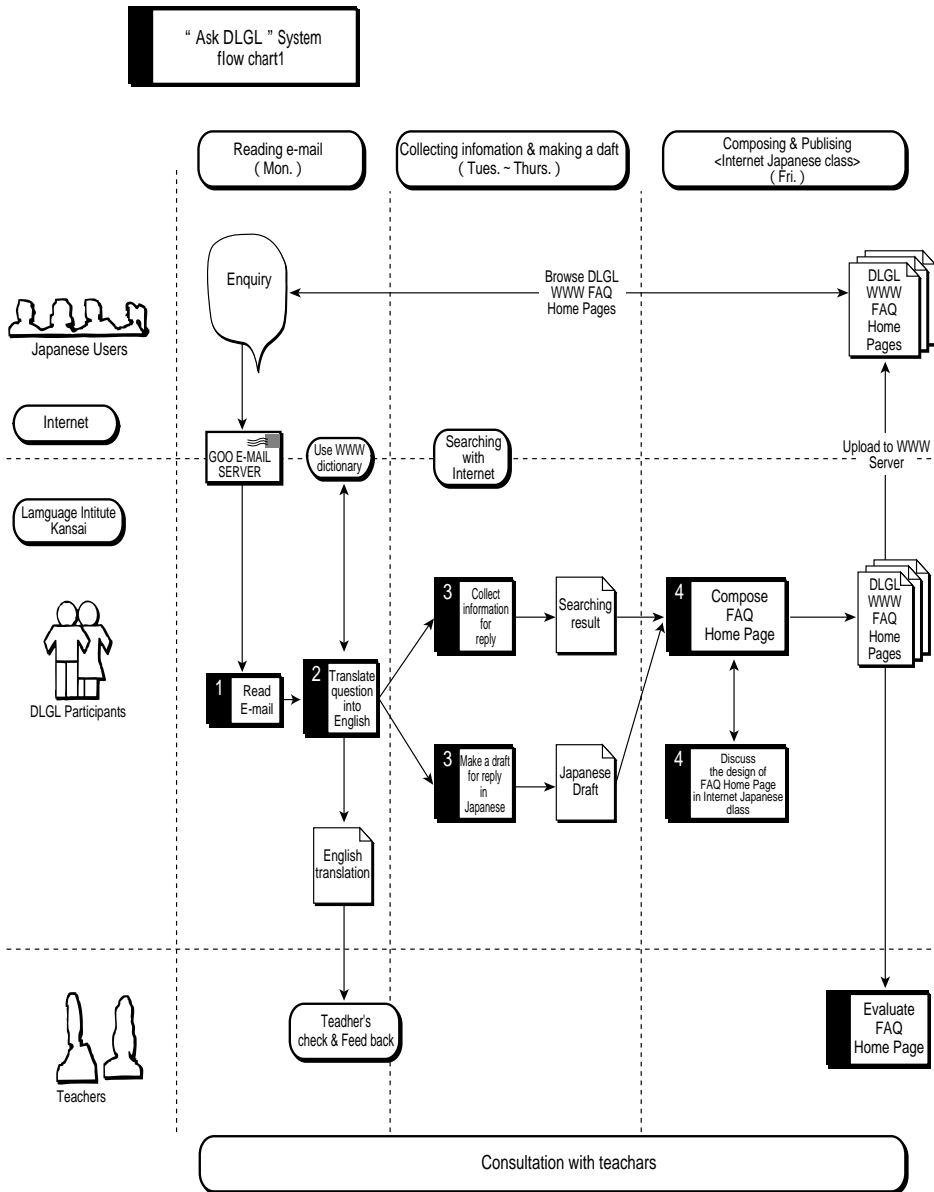 “ Ask DLGL ” System
flow chart1
Reading e-mail
( Mon. )
Collecting infomation & making a daft
( Tues. ~ Thurs. )
Composing & Publising
<Internet Japanese class>
( Fri. )
Enquiry
Browse DLGL
WWW FAQ
Home Pages
DLGL
WWW
FAQ
Home
Pages
Japanese Users
Internet
GOO E-MAIL
SERVER
Use WWW
dictionary
Searching
with
Internet
Upload to WWW
Server
Lamguage Intitute
Kansai
3
Collect
information
for
reply
Searching
result
4
Compose
FAQ
Home Page
DLGL
WWW
FAQ
Home
Pages
DLGL Participants
1
Read
E-mail
2
Translate
question
into
English
3
Make a draft
for reply
in
Japanese
Japanese
Draft
4
Discuss
the design of
FAQ Home Page
in Internet Japanese
dlass
English
translation
Teadher's
check & Feed back
Evaluate
FAQ
Home Page
Teachers
Consultation with teachars